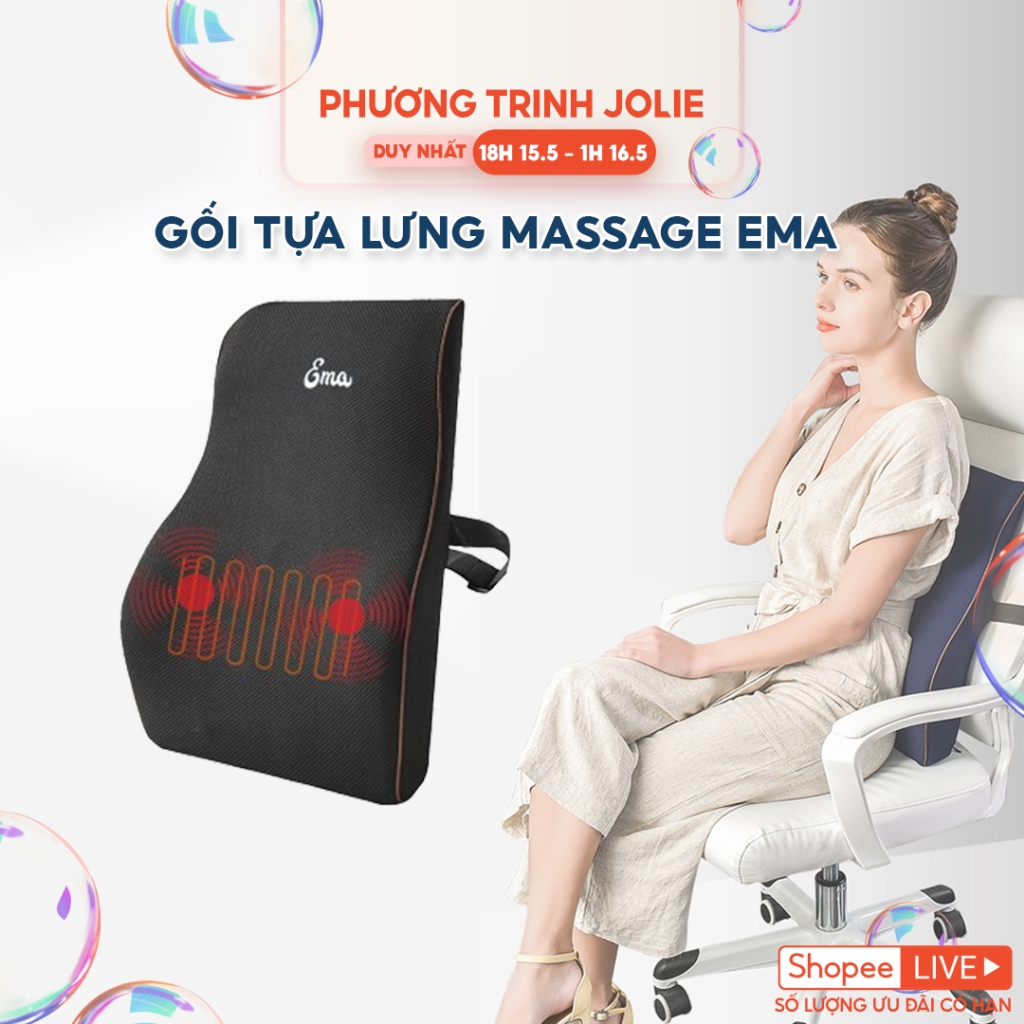 PHƯƠNG TRINH JOLIE
DUY NHẤT 18H 15.5 - 1H 16.5
GỐI TỰA LƯNG MASSAGE EMA
Ema
Shopee LIVE
SỐ LƯỢNG ƯU ĐÃI CÓ HẠN